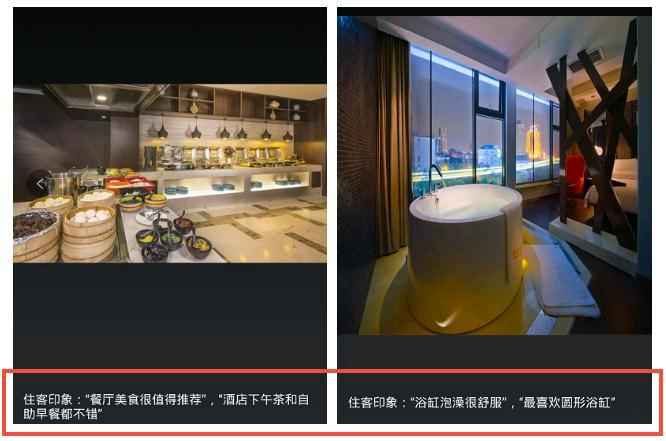 住客印象：“餐厅美食很值得推荐”，“酒店下午茶和自
助早餐都不错”
住客印象：“浴缸泡澡很舒服”，“最喜欢圆形浴缸”